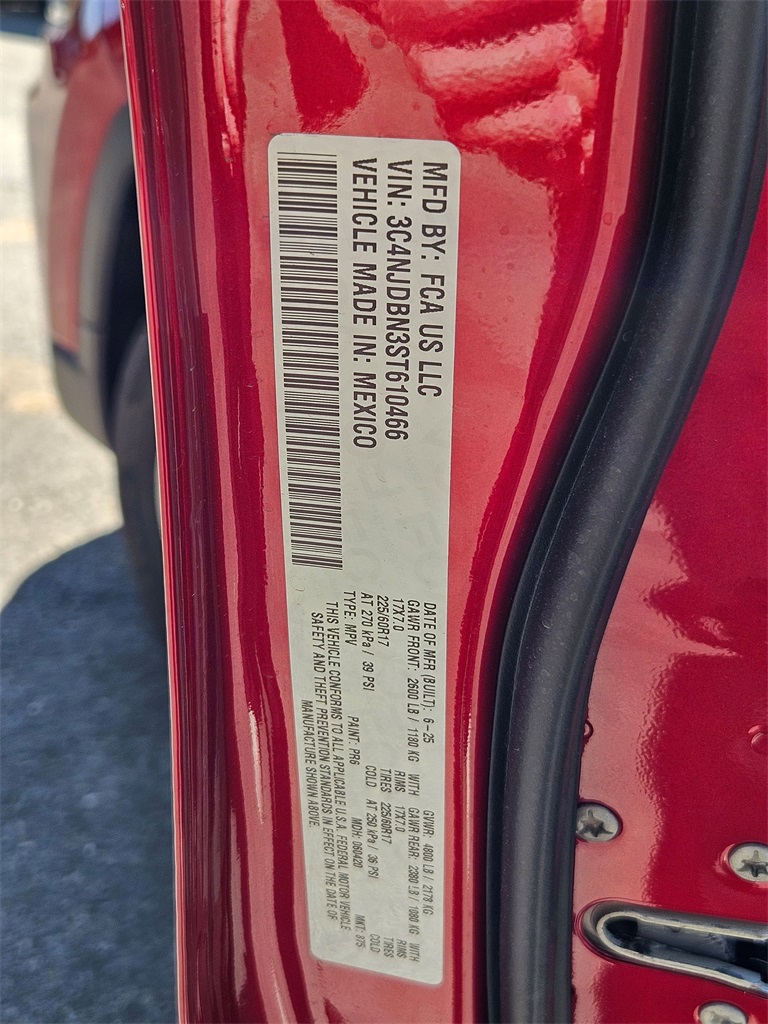 MFD BY: FCA US LLC
VIN: 3C4NJDBN3ST610466
VEHICLE MADE IN: MEXICO
DATE OF MFR (BUILT): 6-25 GVWR: 4800 LB / 2178 KG
GAWR FRONT: 2600 LB / 1180 KG WITH GAWR REAR: 2380 LB / 1080 KG WITH
17X7.0 RIMS 17X7.0 RIMS
225/60R17 TIRES 225/60R17 TIRES
AT 270 kPa / 39 PSI COLD AT 250 kPa / 36 PSI COLD
TYPE: MPV PAINT: PR6 MDH: 060420 MKT: 875
THIS VEHICLE CONFORMS TO ALL APPLICABLE U.S.A. FEDERAL MOTOR VEHICLE
SAFETY AND THEFT PREVENTION STANDARDS IN EFFECT ON THE DATE OF
MANUFACTURE SHOWN ABOVE.